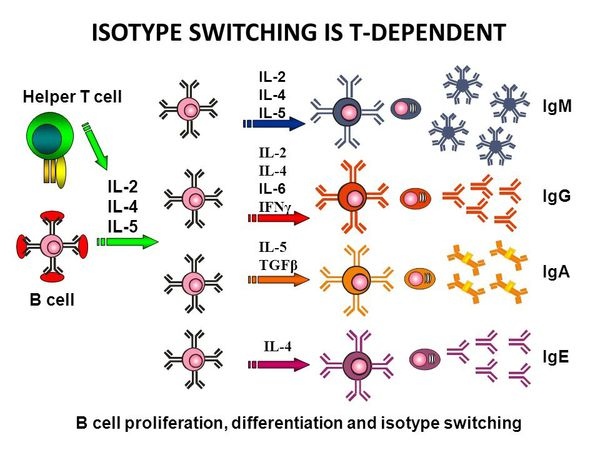 ISOTYPE SWITCHING IS T-DEPENDENT
Helper T cell
IL-2
IL-4
IL-5
B cell
IL-2
IL-4
IL-5
IgM
IL-2
IL-4
IL-6
IFNγ
IgG
IL-5
TGFβ
IgA
IL-4
IgE
B cell proliferation, differentiation and isotype switching